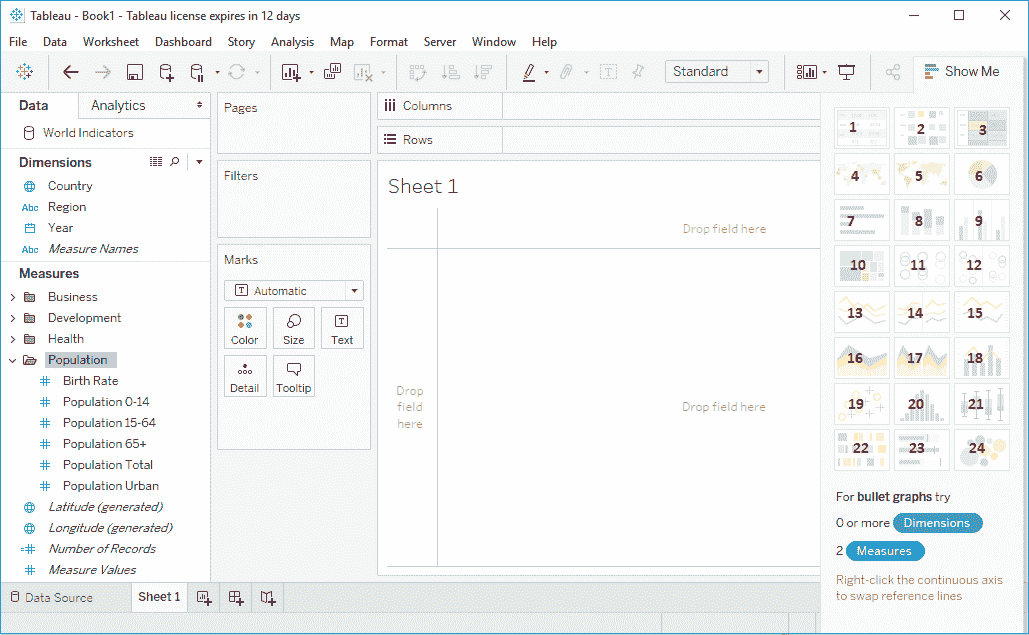 Tableau - Book1 - Tableau license expires in 12 days
File Data Worksheet Dashboard Story Analysis Map Format Server Window Help
Standard
Show Me
Data Analytics
World Indicators
Dimensions
Country
Abc Region
Year
Abc Measure Names
Measures
Business
Development
Health
Population
Birth Rate
Population 0-14
Population 15-64
Population 65+
Population Total
Population Urban
Latitude (generated)
Longitude (generated)
Number of Records
Measure Values
Pages
Filters
Marks
T Automatic
Color Size Text
Detail Tooltip
Columns
Rows
Sheet 1
Drop field here
Drop
field
here
Drop field here
1 2 3
4 5 6
7 8 9
10 11 12
13 14 15
16 17 18
19 20 21
22 23 24
For bullet graphs try
0 or more Dimensions
2 Measures
Right-click the continuous axis
to swap reference lines
Data Source Sheet 1